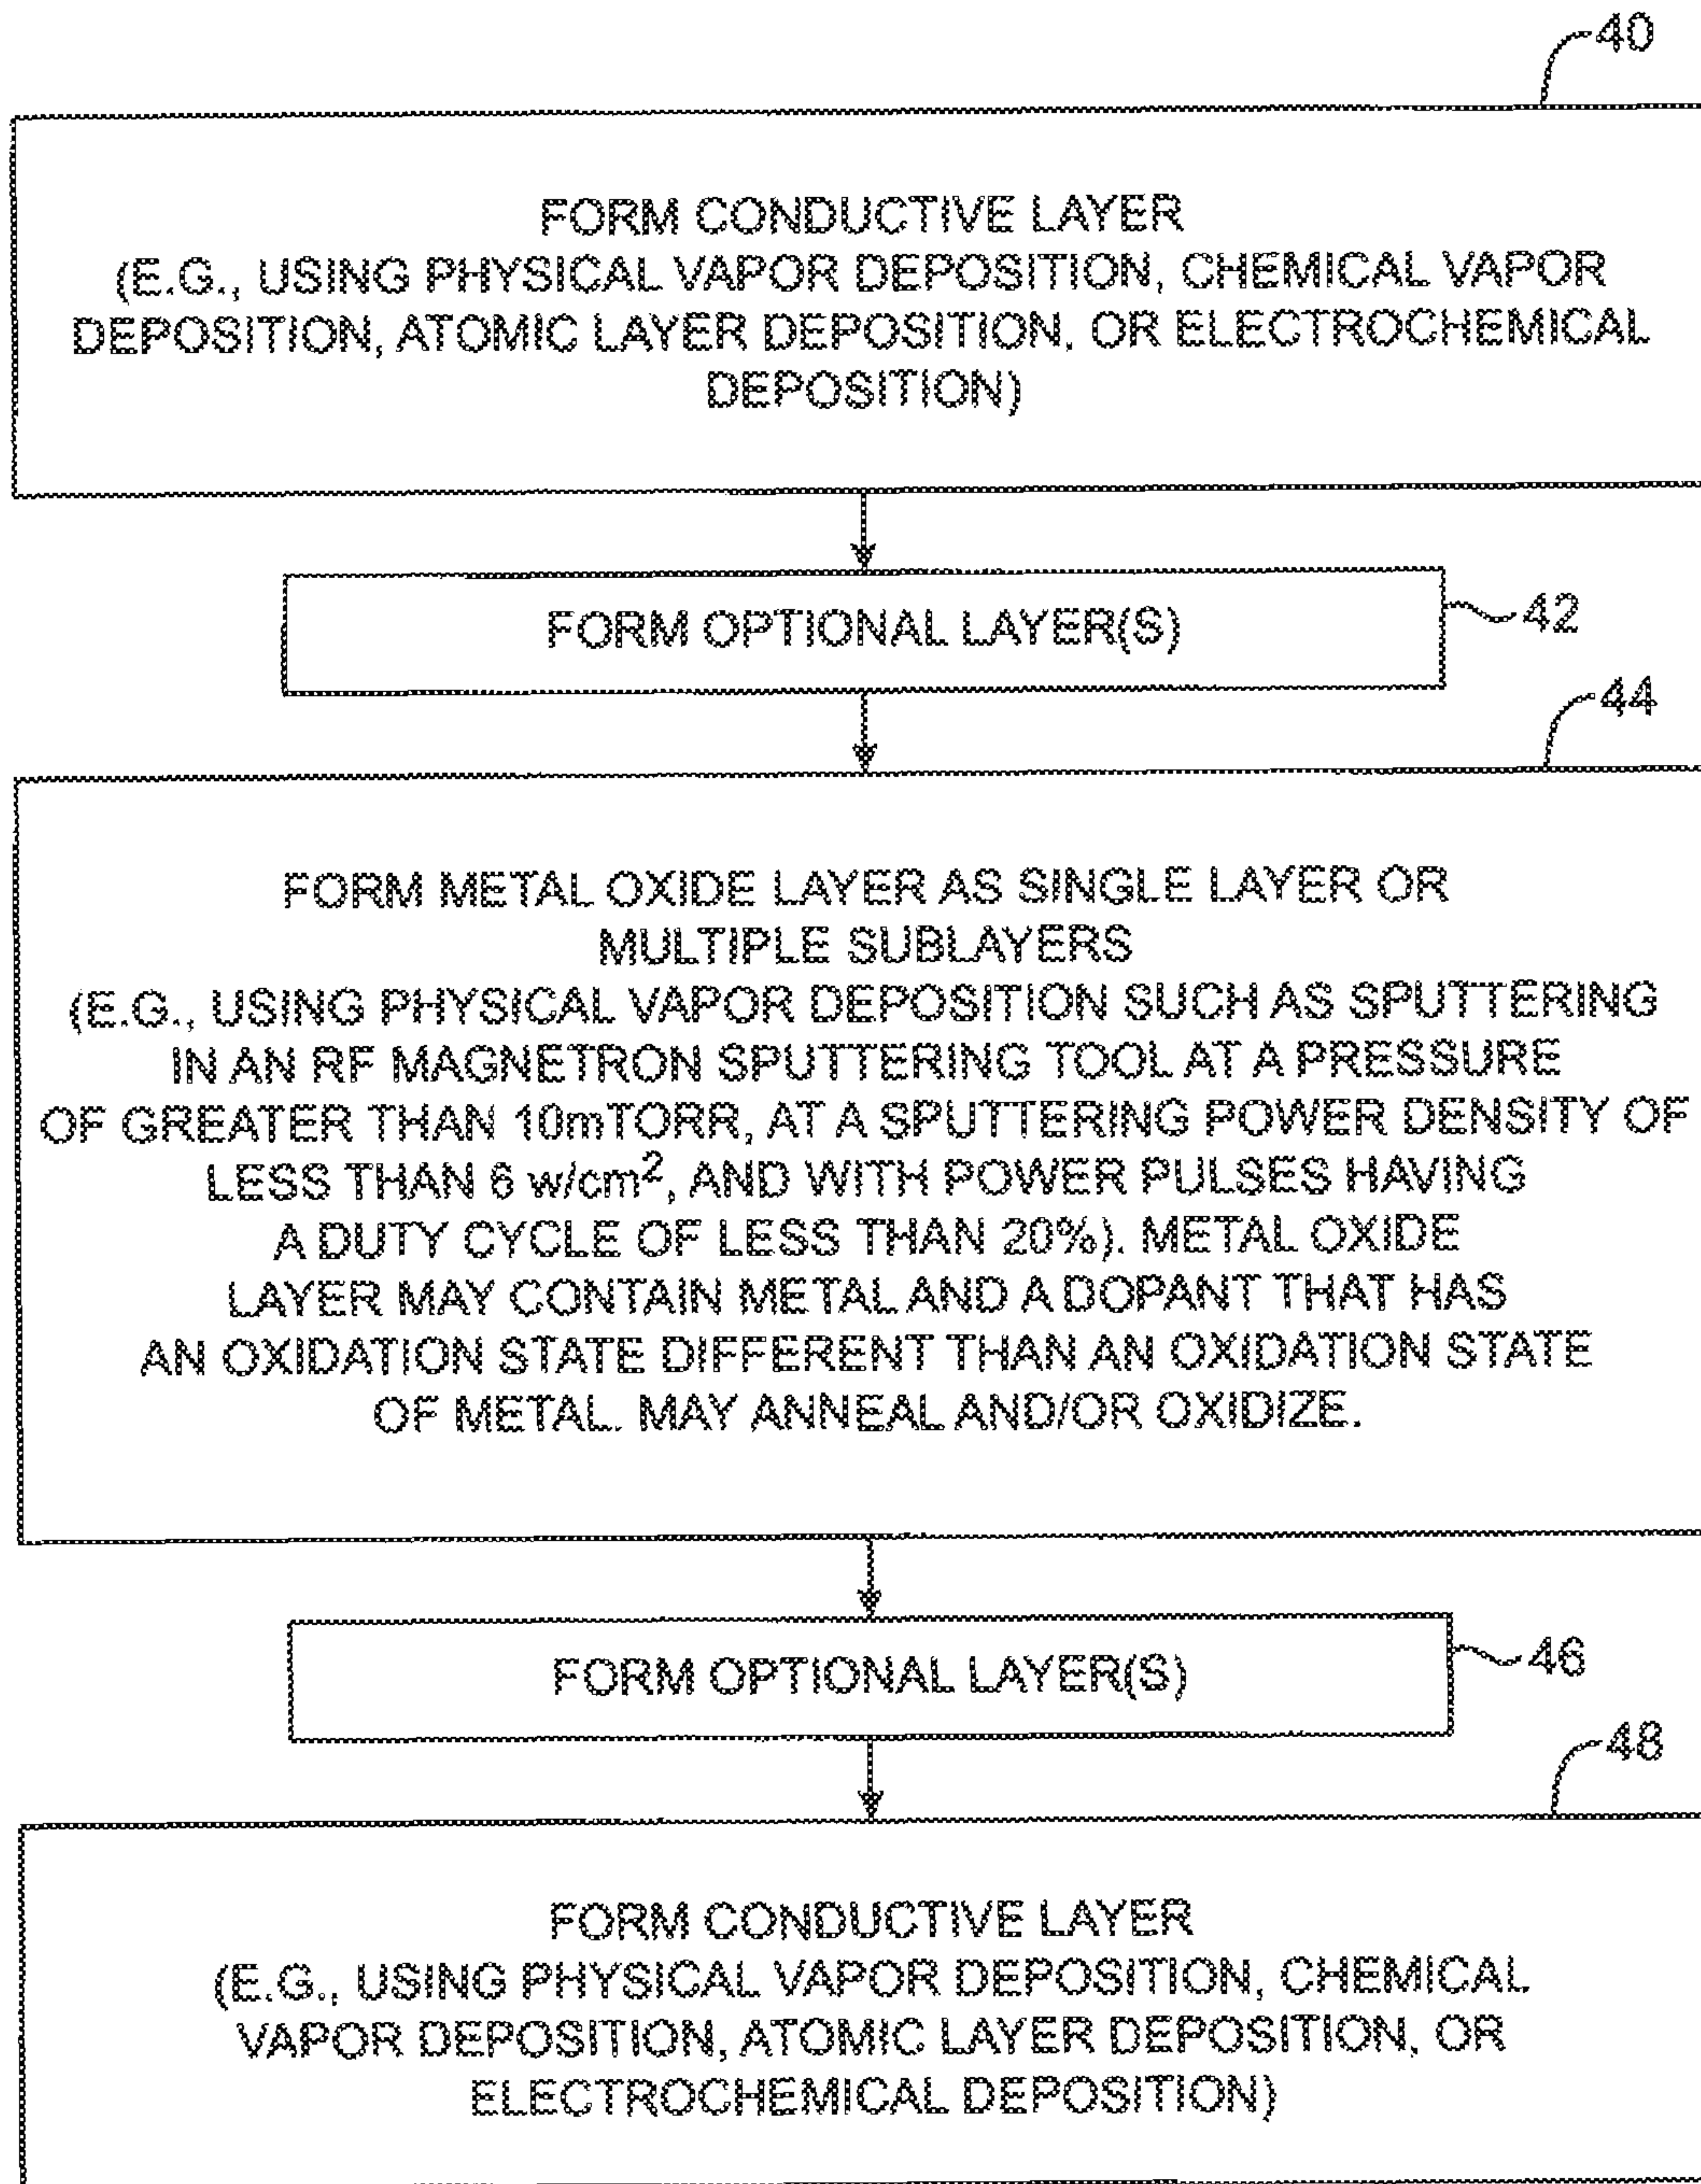 40
FORM CONDUCTIVE LAYER
(E.G., USING PHYSICAL VAPOR DEPOSITION, CHEMICAL VAPOR
DEPOSITION, ATOMIC LAYER DEPOSITION, OR ELECTROCHEMICAL
DEPOSITION)
FORM OPTIONAL LAYER(S)
42
44
FORM METAL OXIDE LAYER AS SINGLE LAYER OR
MULTIPLE SUBLAYERS
(E.G., USING PHYSICAL VAPOR DEPOSITION SUCH AS SPUTTERING
IN AN RF MAGNETRON SPUTTERING TOOL AT A PRESSURE
OF GREATER THAN 10mTORR, AT A SPUTTERING POWER DENSITY OF
LESS THAN 6 w/cm², AND WITH POWER PULSES HAVING
A DUTY CYCLE OF LESS THAN 20%). METAL OXIDE
LAYER MAY CONTAIN METAL AND A DOPANT THAT HAS
AN OXIDATION STATE DIFFERENT THAN AN OXIDATION STATE
OF METAL. MAY ANNEAL AND/OR OXIDIZE.
FORM OPTIONAL LAYER(S)
46
48
FORM CONDUCTIVE LAYER
(E.G., USING PHYSICAL VAPOR DEPOSITION, CHEMICAL
VAPOR DEPOSITION, ATOMIC LAYER DEPOSITION, OR
ELECTROCHEMICAL DEPOSITION)